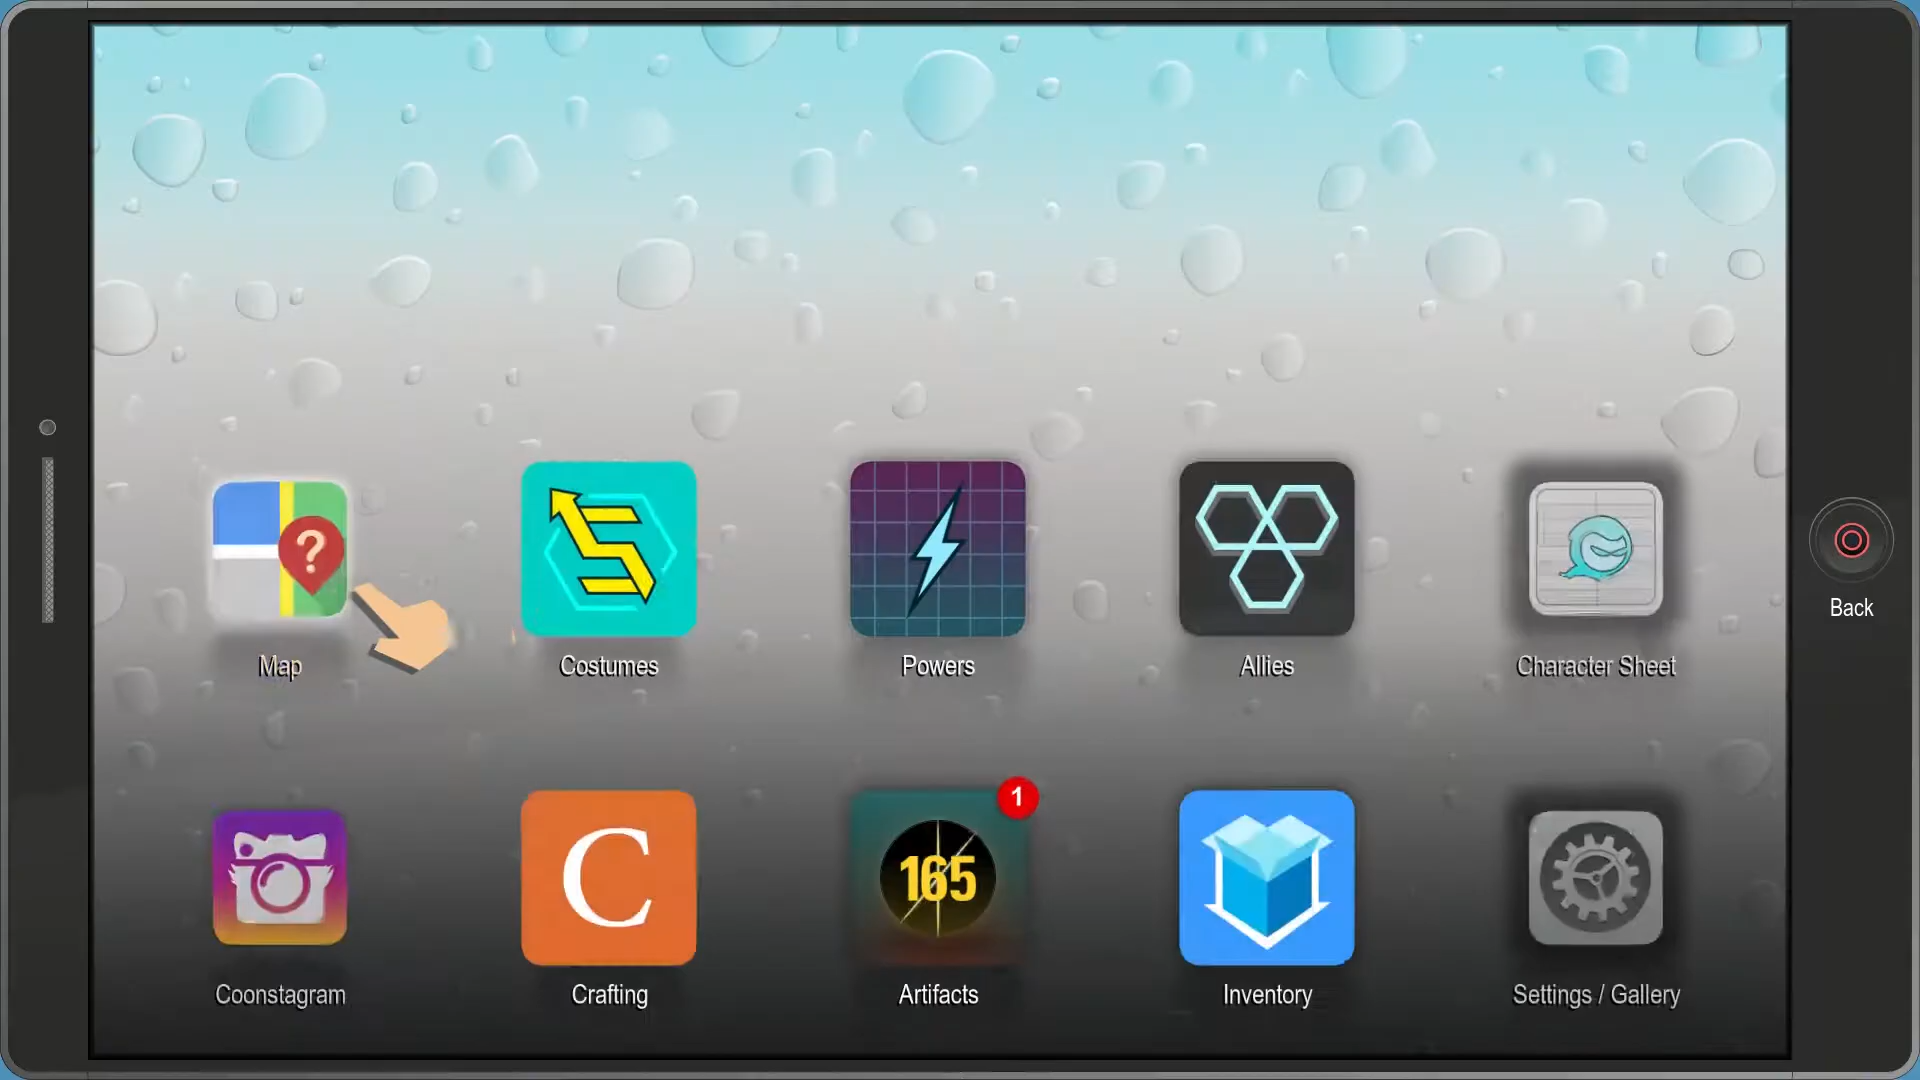 ?
Map
Costumes
Powers
Allies
Character Sheet
Back
Coonstagram
C
Crafting
165
1
Artifacts
Inventory
Settings / Gallery